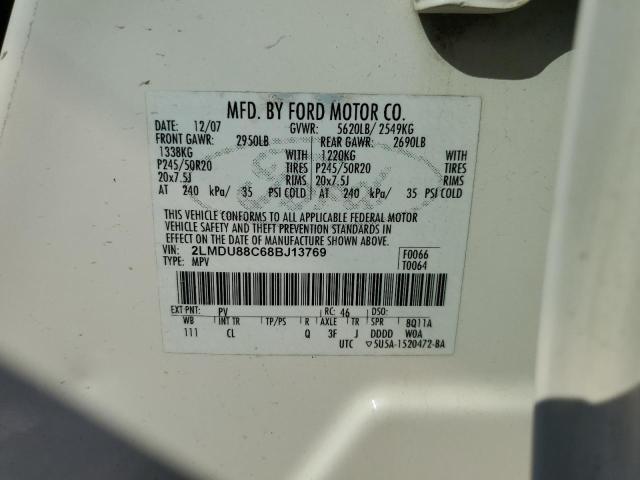 MFD. BY FORD MOTOR CO.
DATE: 12/07 GVWR: 5620LB/ 2549KG
FRONT GAWR: 2950LB REAR GAWR: 2690LB
1338KG WITH 1220KG WITH
P245/50R20 TIRES P245/50R20 TIRES
20x7.5J RIMS 20x7.5J RIMS
AT 240 kPa/ 35 PSI COLD AT 240 kPa/ 35 PSI COLD
THIS VEHICLE CONFORMS TO ALL APPLICABLE FEDERAL MOTOR
VEHICLE SAFETY AND THEFT PREVENTION STANDARDS IN
EFFECT ON THE DATE OF MANUFACTURE SHOWN ABOVE.
VIN: 2LMDU88C68BJ13769 F0066
TYPE: MPV T0064
EXT PNT: PV RC: 46 DSO:
WB INT TR TP/PS R AXLE TR SPR 8Q11A
111 CL Q 3F J DDDD WOA
UTC ▽5U5A-1520472-BA
Ford